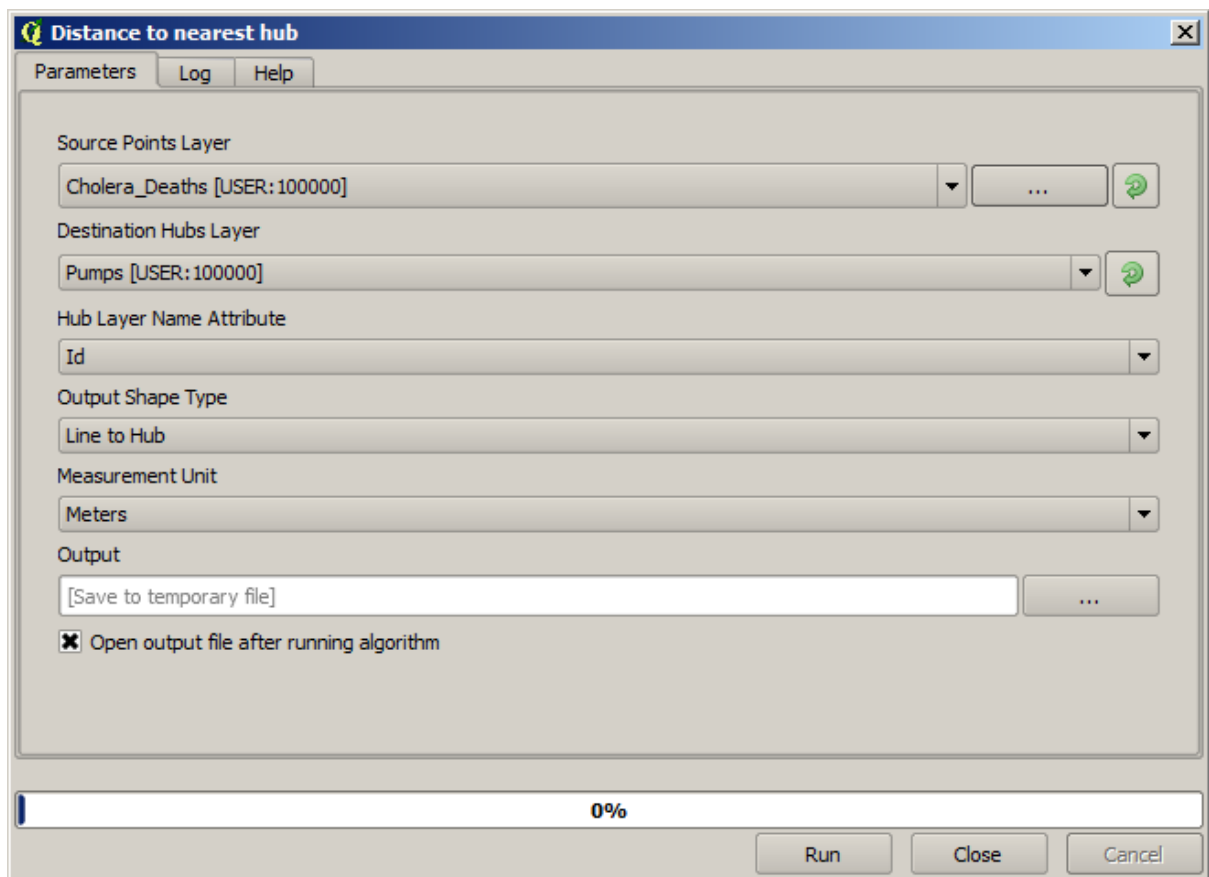 Distance to nearest hub
Parameters Log Help
Source Points Layer
Cholera_Deaths [USER:100000] ...
Destination Hubs Layer
Pumps [USER:100000]
Hub Layer Name Attribute
Id
Output Shape Type
Line to Hub
Measurement Unit
Meters
Output
[Save to temporary file] ...
Open output file after running algorithm
0%
Run Close Cancel